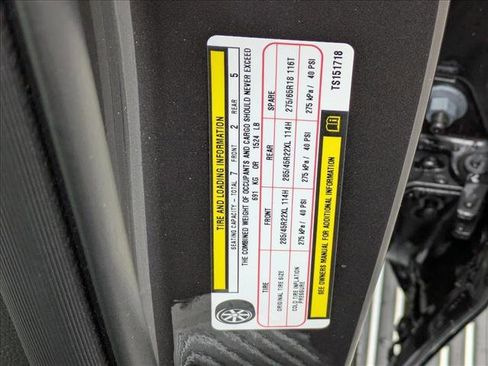 TIRE AND LOADING INFORMATION
SEATING CAPACITY - TOTAL 7 FRONT 2 REAR 5
THE COMBINED WEIGHT OF OCCUPANTS AND CARGO SHOULD NEVER EXCEED
691 KG OR 1524 LB
TIRE FRONT REAR SPARE
ORIGINAL TIRE SIZE 285/45R22XL 114H 285/45R22XL 114H 275/65R18 116T
COLD TIRE INFLATION
PRESSURE 275 kPa / 40 PSI 275 kPa / 40 PSI 275 kPa / 40 PSI
SEE OWNERS MANUAL FOR ADDITIONAL INFORMATION
TS151718